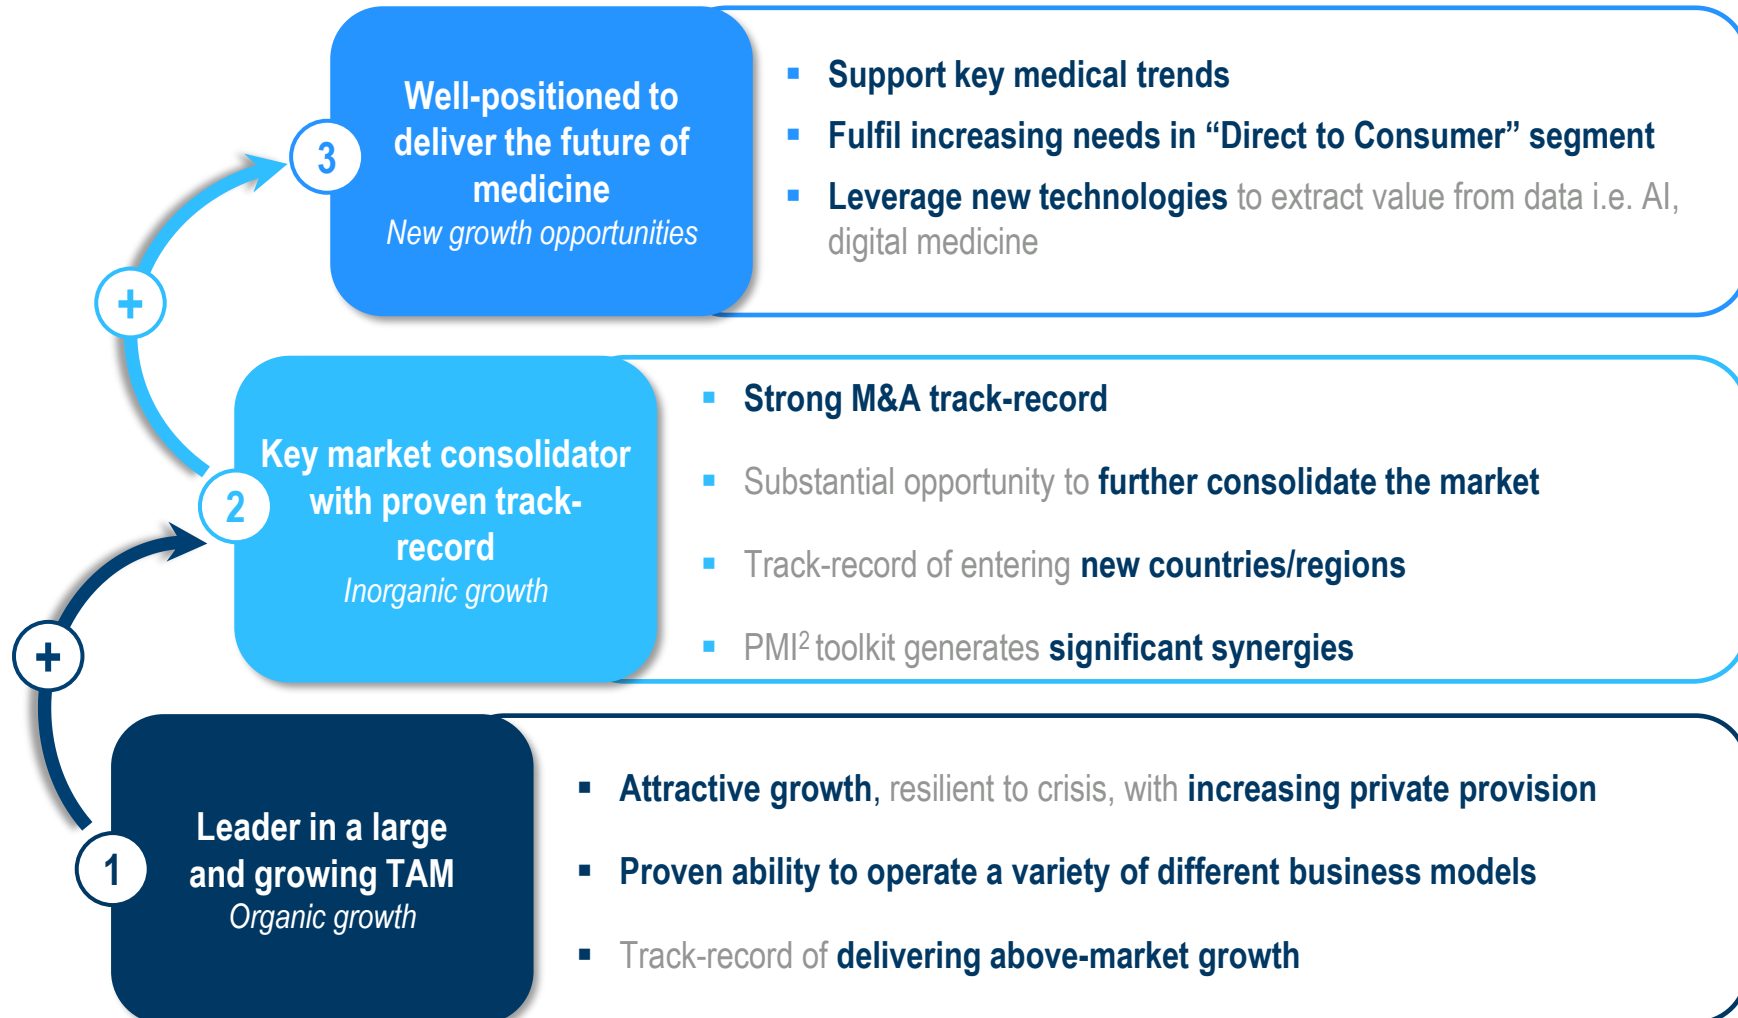 3
Well-positioned to
deliver the future of
medicine
New growth opportunities
▪ Support key medical trends
▪ Fulfil increasing needs in “Direct to Consumer” segment
▪ Leverage new technologies to extract value from data i.e. AI,
digital medicine
+
2
Key market consolidator
with proven track-
record
Inorganic growth
▪ Strong M&A track-record
▪ Substantial opportunity to further consolidate the market
▪ Track-record of entering new countries/regions
▪ PMI² toolkit generates significant synergies
+
1
Leader in a large
and growing TAM
Organic growth
▪ Attractive growth, resilient to crisis, with increasing private provision
▪ Proven ability to operate a variety of different business models
▪ Track-record of delivering above-market growth